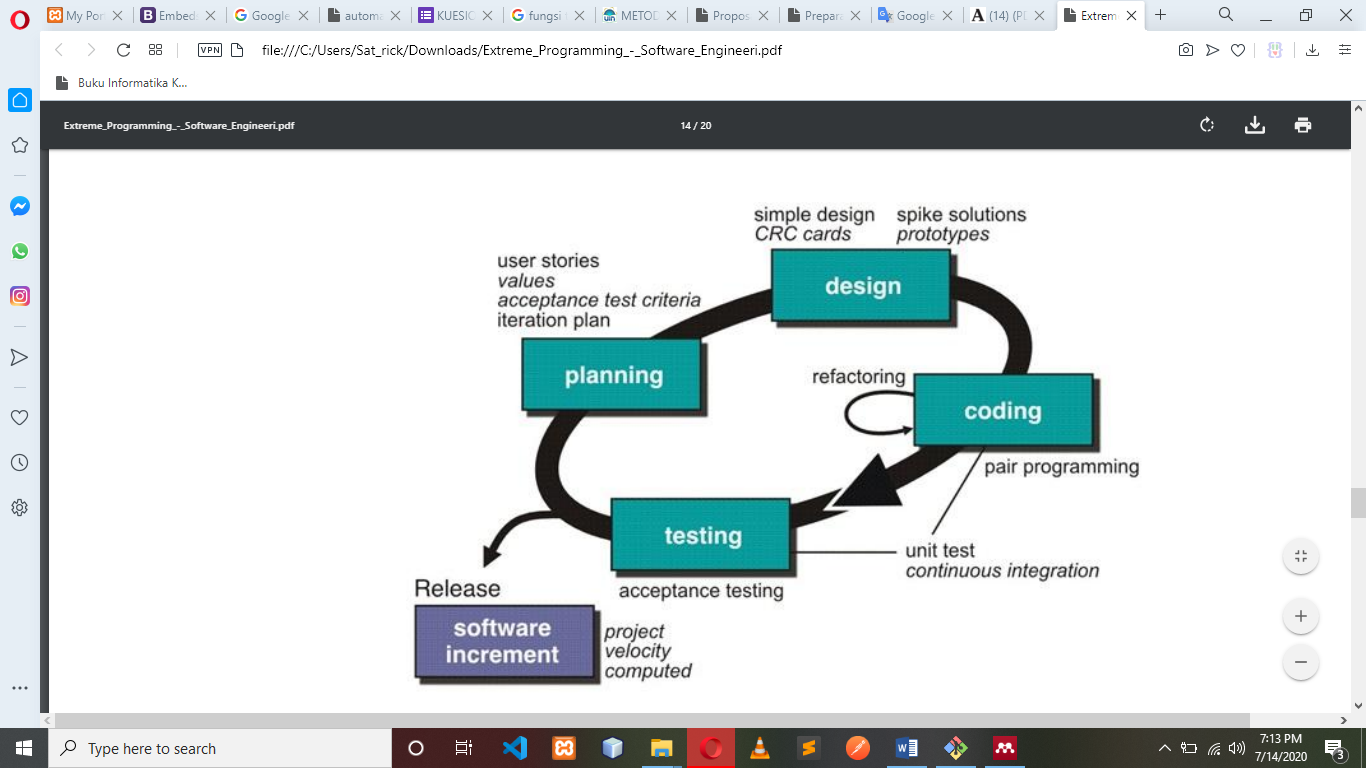 My Por
Embed
Google
autom
KUESIC
fungsi
METOD
Propos
Prepar
Google
(14) (PD
Extrem
VPN
file:///C:/Users/Sat_rick/Downloads/Extreme_Programming_-_Software_Engineeri.pdf
Buku Informatika K...
Extreme_Programming_-_Software_Engineeri.pdf
14 / 20
simple design
CRC cards
spike solutions
prototypes
design
user stories
values
acceptance test criteria
iteration plan
planning
refactoring
coding
pair programming
testing
acceptance testing
unit test
continuous integration
Release
software
increment
project
velocity
computed
Type here to search
7:13 PM
7/14/2020
3